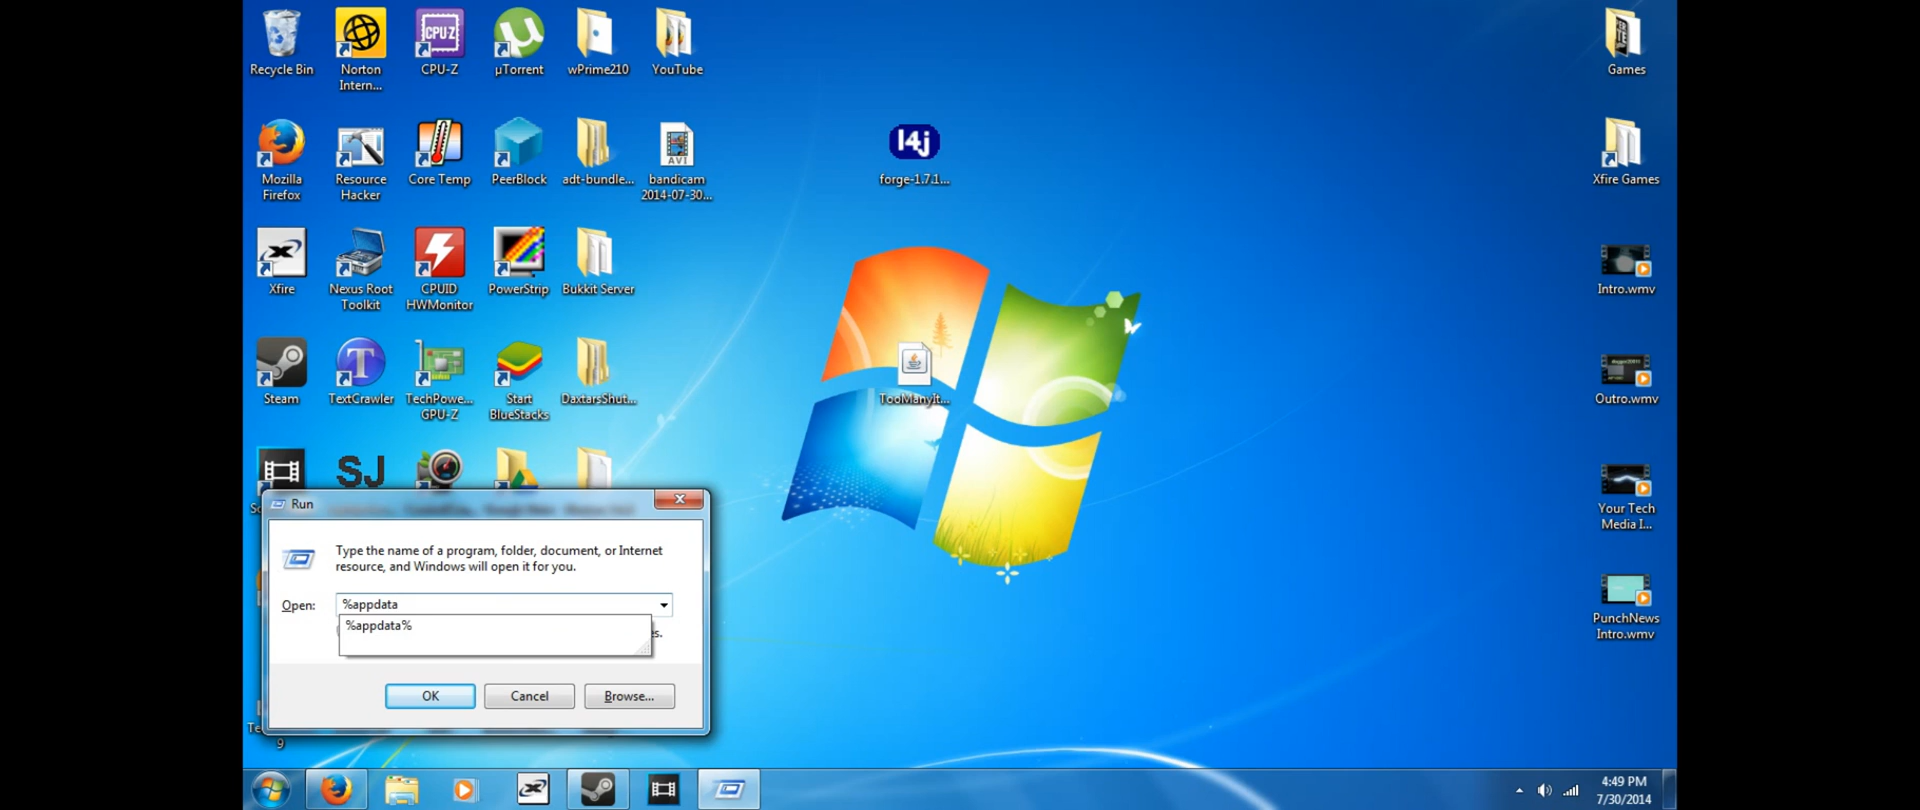 Recycle Bin
Norton
Intern...
CPU-Z
CPU-Z
µTorrent
wPrime210
YouTube
Games
Mozilla
Firefox
Resource
Hacker
Core Temp
PeerBlock
adt-bundle...
AVI
bandicam
2014-07-30...
l4j
forge-1.7.1...
Xfire Games
Xfire
Nexus Root
Toolkit
CPUID
HWMonitor
PowerStrip
Bukkit Server
Intro.wmv
Steam
TextCrawler
TechPowe...
GPU-Z
Start
BlueStacks
DaxtarsShut...
TooManyIt...
Outro.wmv
SJ
Your Tech
Media I...
PunchNews
Intro.wmv
Run
Type the name of a program, folder, document, or Internet
resource, and Windows will open it for you.
Open:
%appdata
%appdata%
OK
Cancel
Browse...
9
4:49 PM
7/30/2014